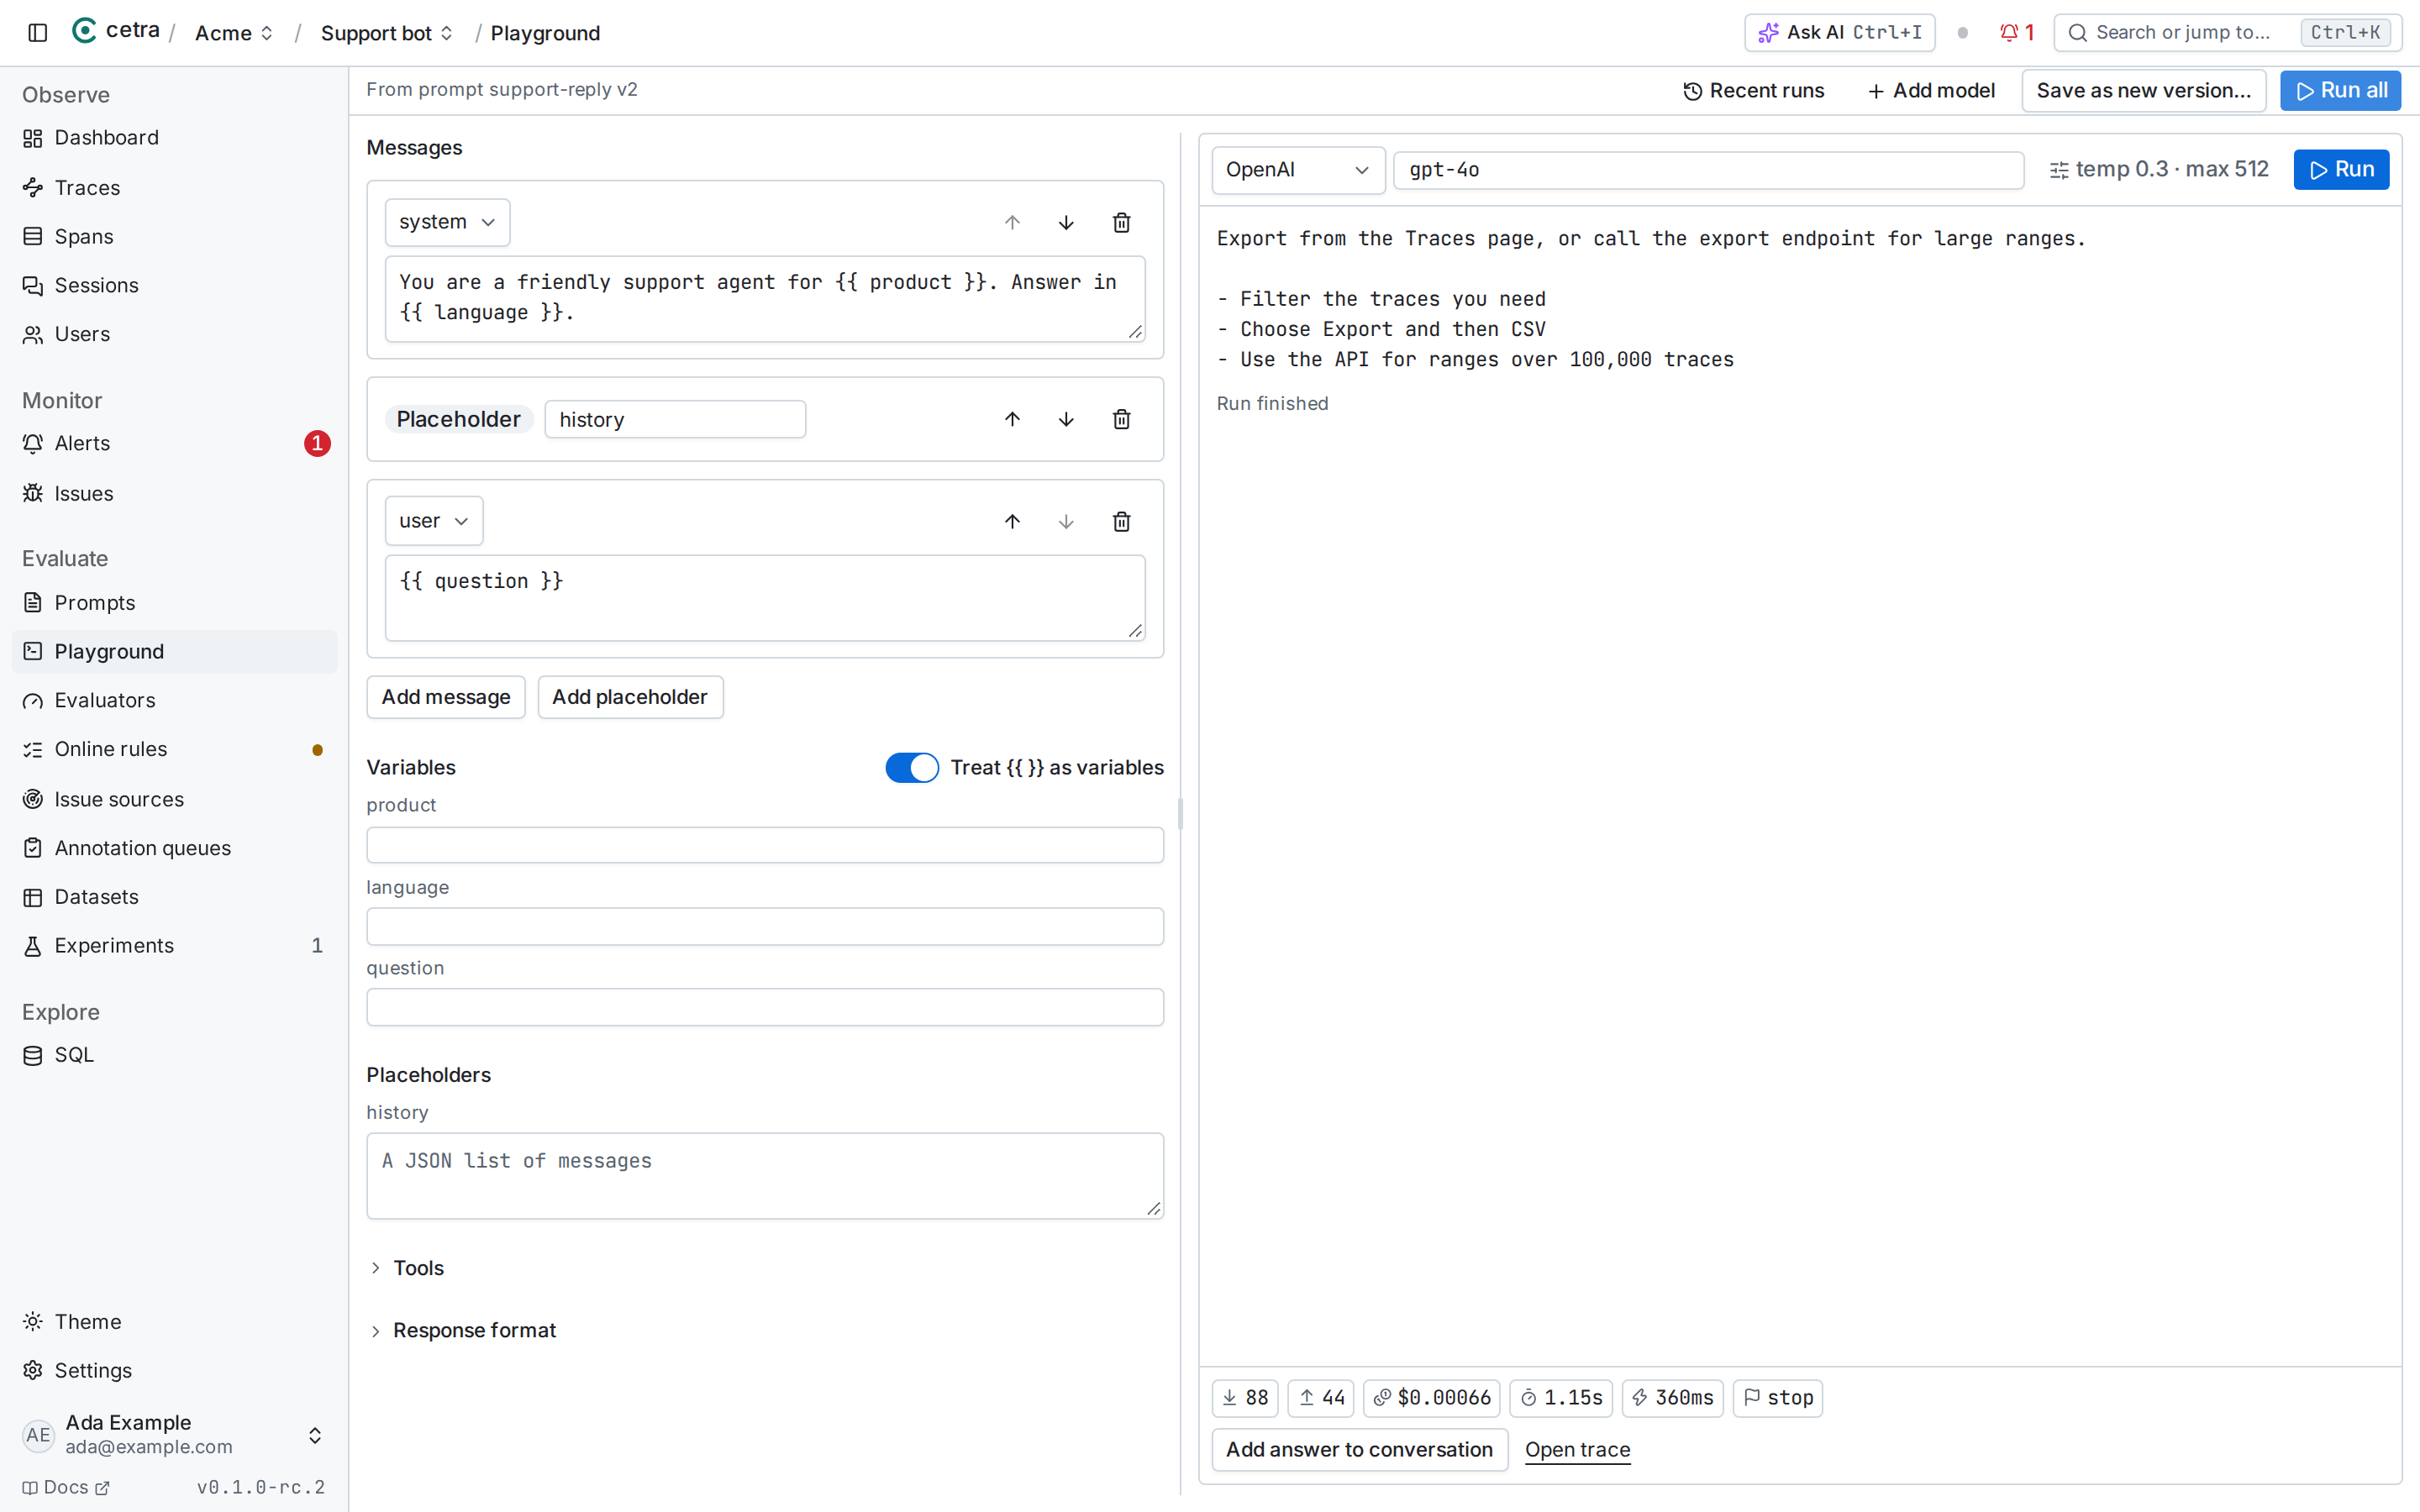 cetra / Acme / Support bot / Playground
Ask AI Ctrl+I
1
Search or jump to... Ctrl+K
Observe
Dashboard
Traces
Spans
Sessions
Users
Monitor
Alerts 1
Issues
Evaluate
Prompts
Playground
Evaluators
Online rules
Issue sources
Annotation queues
Datasets
Experiments 1
Explore
SQL
Theme
Settings
AE
Ada Example
ada@example.com
Docs v0.1.0-rc.2
From prompt support-reply v2
Recent runs
Add model
Save as new version...
Run all
Messages
system
You are a friendly support agent for {{ product }}. Answer in
{{ language }}.
Placeholder history
user
{{ question }}
Add message Add placeholder
Variables Treat {{ }} as variables
product
language
question
Placeholders
history
A JSON list of messages
Tools
Response format
OpenAI gpt-4o temp 0.3 · max 512 Run
Export from the Traces page, or call the export endpoint for large ranges.
- Filter the traces you need
- Choose Export and then CSV
- Use the API for ranges over 100,000 traces
Run finished
88 44 $0.00066 1.15s 360ms stop
Add answer to conversation Open trace